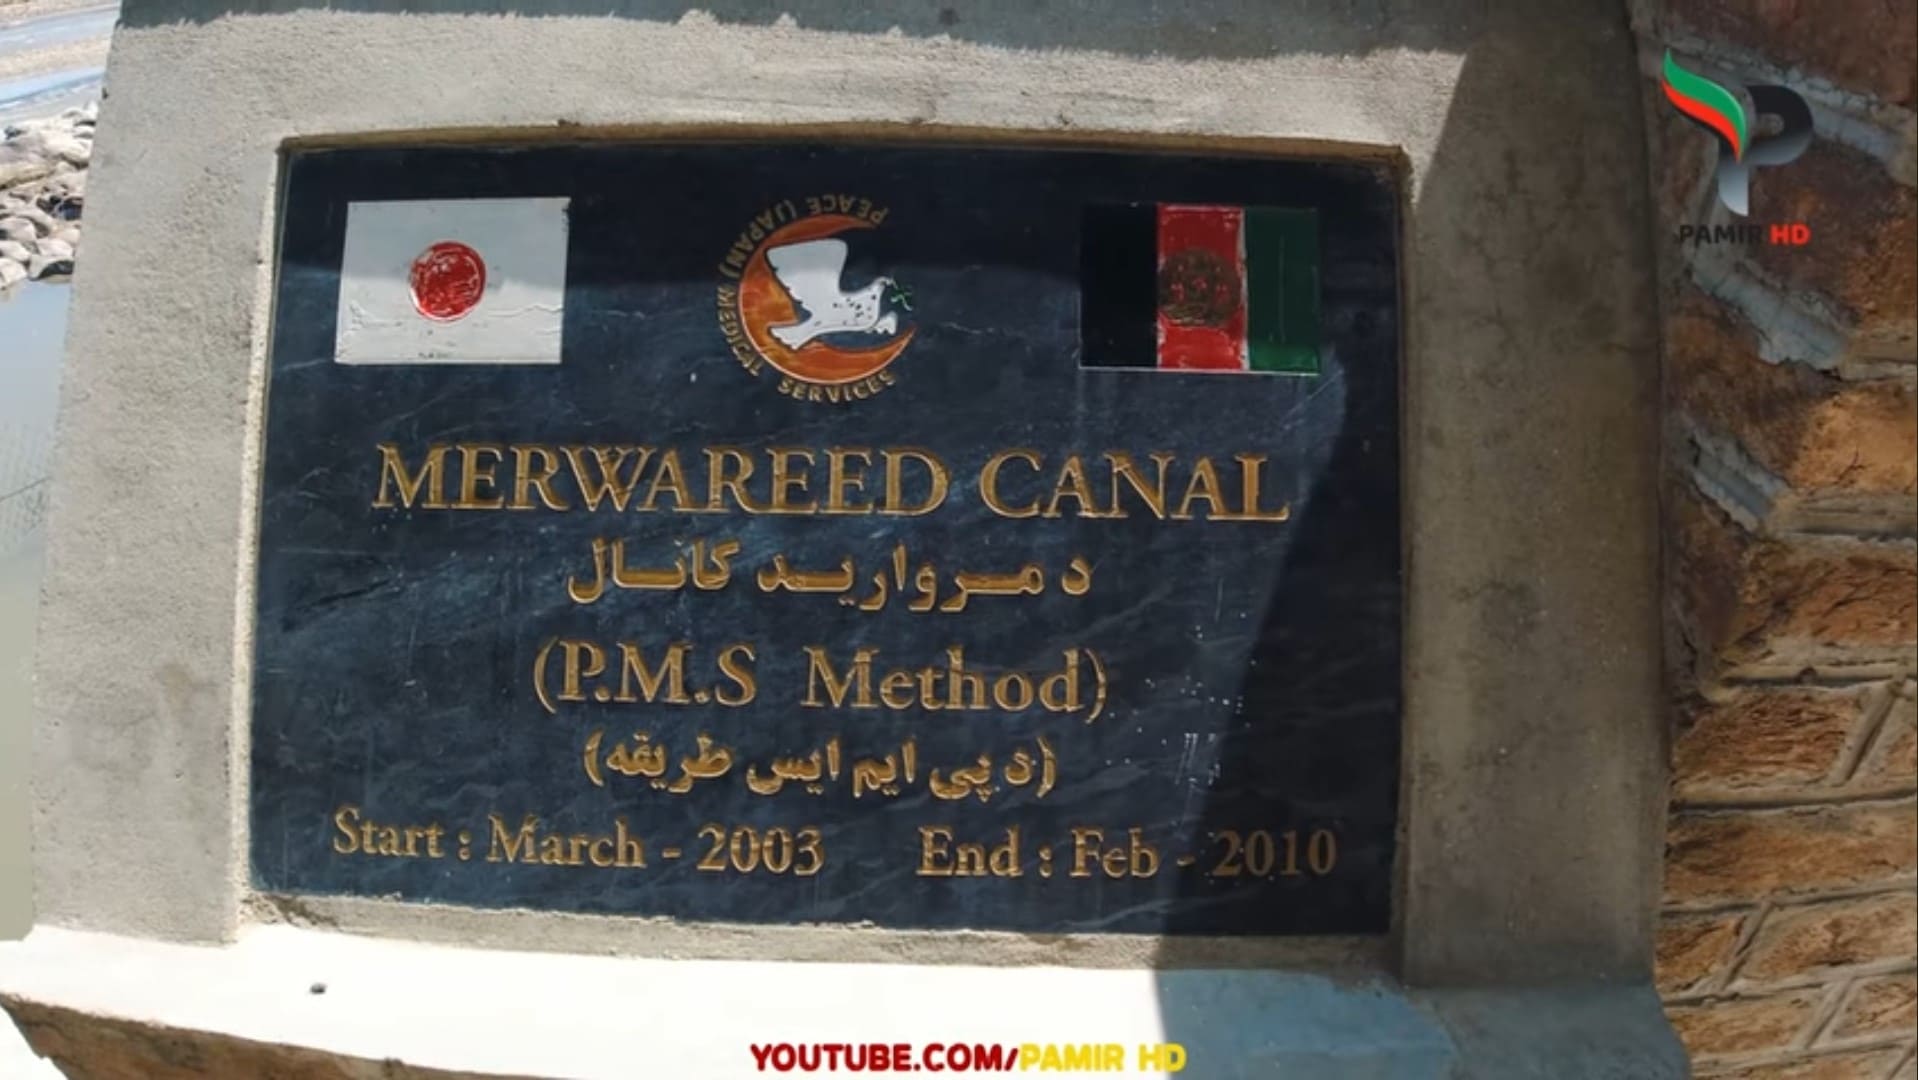 PEACE (JAPAN) MEDICAL SERVICES
P
PAMIR HD
MERWAREED CANAL
د مرواريد کانال
(P.M.S Method)
(د پی ایم ایس طریقه)
Start : March - 2003 End : Feb - 2010
YOUTUBE.COM/PAMIR HD